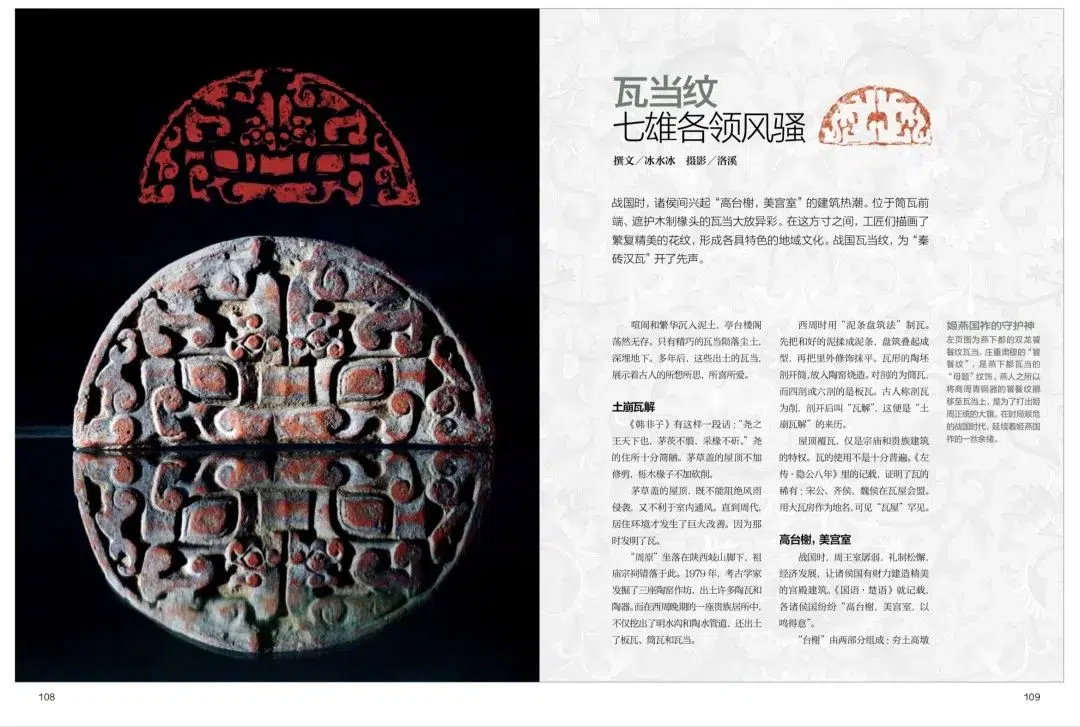 瓦当纹
七雄各领风骚
撰文／冰水冰 摄影／洛溪
战国时，诸侯间兴起“高台榭，美宫室”的建筑热潮。位于筒瓦前
端、遮护木制椽头的瓦当大放异彩。在这方寸之间，工匠们描画了
繁复精美的花纹，形成各具特色的地域文化。战国瓦当纹，为“秦
砖汉瓦”开了先声。
喧闹和繁华沉入泥土，亭台楼阁
荡然无存。只有精巧的瓦当陨落尘土，
深埋地下。多年后，这些出土的瓦当，
展示着古人的所想所思，所喜所爱。
土崩瓦解
《韩非子》有这样一段话：“尧之
王天下也，茅茨不翦，采椽不斫。”尧
的住所十分简陋。茅草盖的屋顶不加
修剪，栎木椽子不加砍削。
茅草盖的屋顶，既不能阻绝风雨
侵袭，又不利于室内通风。直到周代，
居住环境才发生了巨大改善。因为那
时发明了瓦。
“周原”坐落在陕西岐山脚下，祖
庙宗祠错落于此。1979 年，考古学家
发掘了三座陶窑作坊，出土许多陶瓦和
陶器。而在西周晚期的一座贵族居所中，
不仅挖出了明水沟和陶水管道，还出土
了板瓦、筒瓦和瓦当。
西周时用“泥条盘筑法”制瓦。
先把和好的泥揉成泥条，盘筑叠起成
型，再把里外修饰抹平。瓦形的陶坯
剖开筒，放入陶窑烧造。对剖的为筒瓦，
而四剖或六剖的是板瓦。古人称剖瓦
为削，剖开后叫“瓦解”，这便是“土
崩瓦解”的来历。
屋顶覆瓦，仅是宗庙和贵族建筑
的特权。瓦的使用不是十分普遍。《左
传·隐公八年》里的记载，证明了瓦的
稀有：宋公、齐侯、魏侯在瓦屋会盟。
用大瓦房作为地名，可见“瓦屋”罕见。
高台榭，美宫室
战国时，周王室孱弱，礼制松懈，
经济发展，让诸侯国有财力建造精美
的宫殿建筑。《国语·楚语》就记载，
各诸侯国纷纷“高台榭，美宫室，以
鸣得意”。
“台榭”由两部分组成：夯土高墩
姬燕国祚的守护神
左页图为燕下都的双龙饕
餮纹瓦当，庄重肃穆的“饕
餮纹”，是燕下都瓦当的
“母题”纹饰。燕人之所以
将商周青铜器的饕餮纹挪
移至瓦当上，是为了打出姬
周正统的大旗。在时局艰危
的战国时代，延续着姬燕国
祚的一丝余绪。
108
109